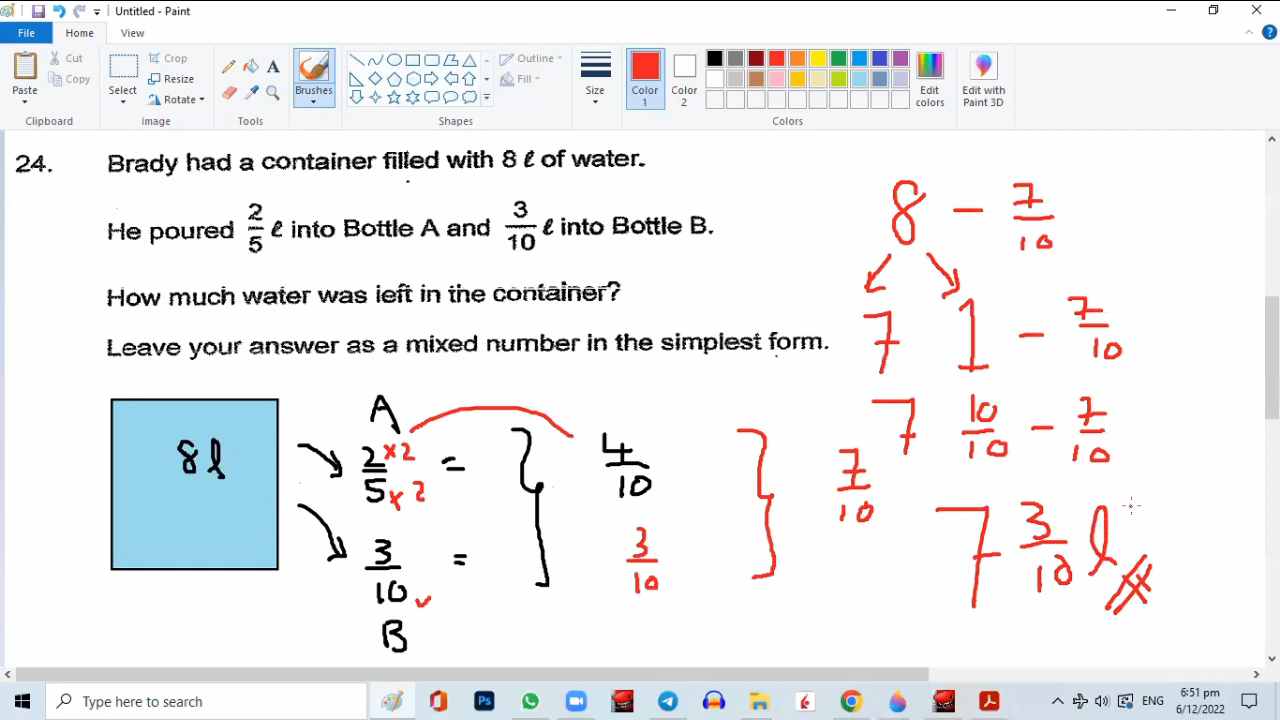 Untitled - Paint
File Home View
Paste
Cut
Copy
Clipboard
Select
Crop
Resize
Rotate
Image
A
Tools
Brushes
Outline
Fill
Shapes
Size
Color 1
Color 2
Edit colors
Edit with Paint 3D
Colors
24. Brady had a container filled with 8 ℓ of water.
He poured 2/5 ℓ into Bottle A and 3/10 ℓ into Bottle B.
How much water was left in the container?
Leave your answer as a mixed number in the simplest form.
8 ℓ
A
2/5 ×2 ×2 = 4/10
3/10 = 3/10
B
7/10
8 - 7/10
7 1 - 7/10
7 10/10 - 7/10
7 3/10 ℓ
Type here to search
ENG
6:51 pm
6/12/2022